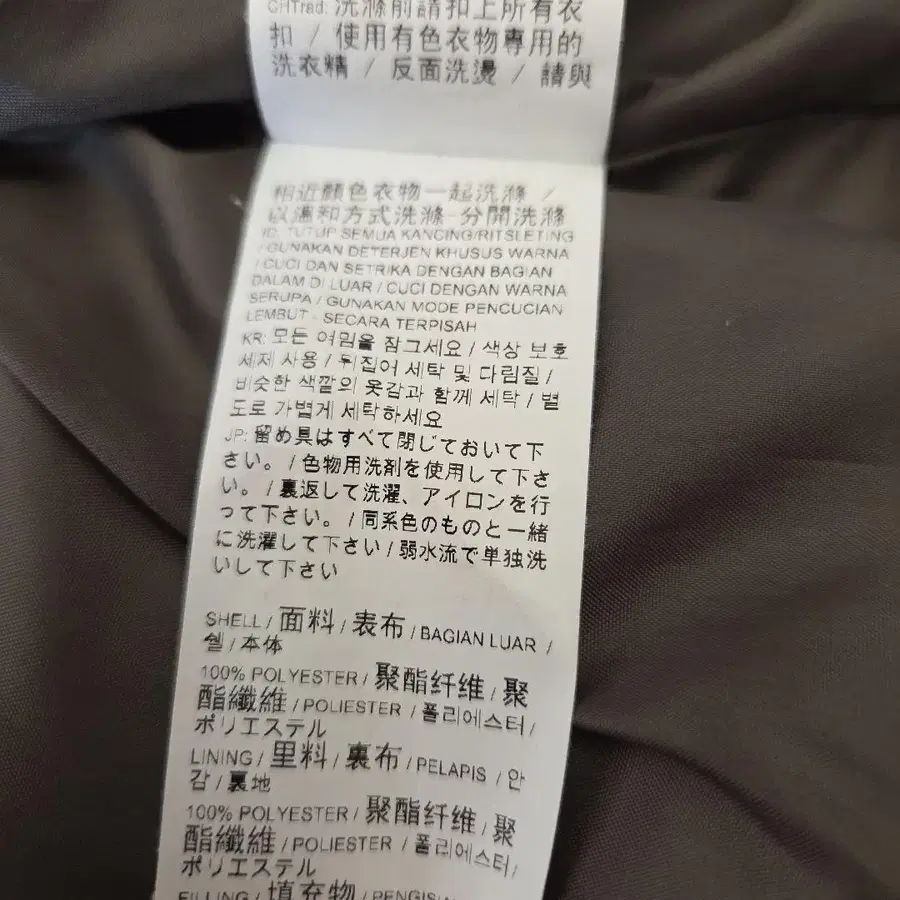 CHTrad: 洗滌前請扣上所有衣
扣 / 使用有色衣物專用的
洗衣精 / 反面洗燙 / 請與
相近顏色衣物一起洗滌 /
以溫和方式洗滌-分開洗滌
ID: TUTUP SEMUA KANCING/RITSLETING
/ GUNAKAN DETERJEN KHUSUS WARNA
/ CUCI DAN SETRIKA DENGAN BAGIAN
DALAM DI LUAR / CUCI DENGAN WARNA
SERUPA / GUNAKAN MODE PENCUCIAN
LEMBUT - SECARA TERPISAH
KR: 모든 여밈을 잠그세요 / 색상 보호
세제 사용 / 뒤집어 세탁 및 다림질 /
비슷한 색깔의 옷감과 함께 세탁 / 별
도로 가볍게 세탁하세요
JP: 留め具はすべて閉じておいて下
さい。 / 色物用洗剤を使用して下さ
い。 / 裏返して洗濯、アイロンを行
って下さい。 / 同系色のものと一緒
に洗濯して下さい / 弱水流で単独洗
いして下さい
SHELL / 面料 / 表布 / BAGIAN LUAR /
쉘 / 本体
100% POLYESTER / 聚酯纤维 / 聚
酯纖維 / POLIESTER / 폴리에스터 /
ポリエステル
LINING / 里料 / 裏布 / PELAPIS / 안
감 / 裏地
100% POLYESTER / 聚酯纤维 / 聚
酯纖維 / POLIESTER / 폴리에스터 /
ポリエステル
FILLING / 填充物 / PENGISI